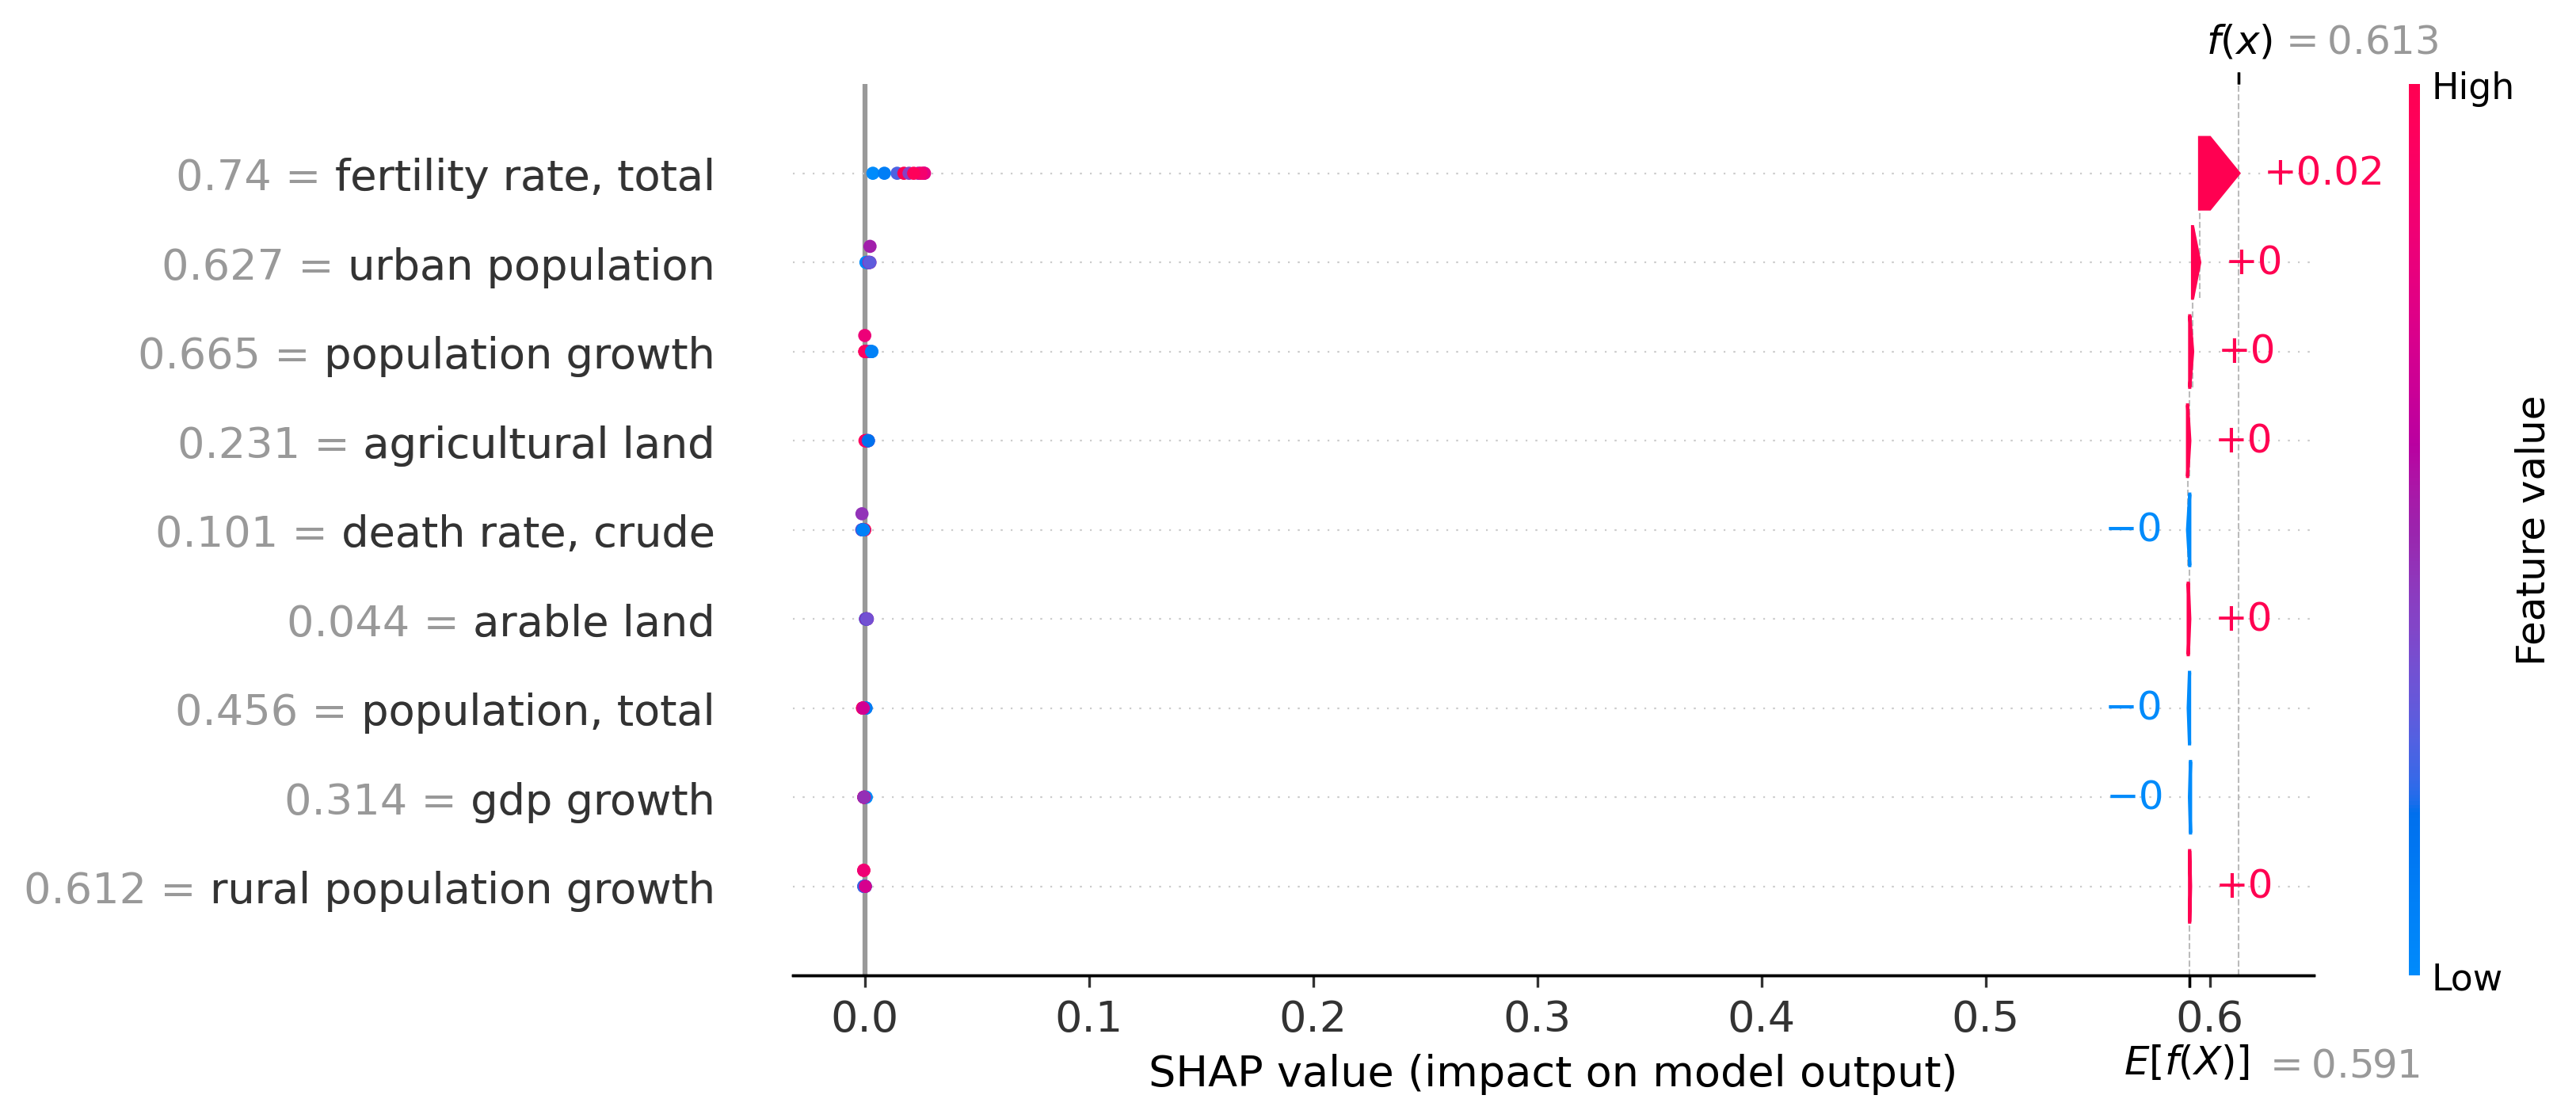 f(x) = 0.613
High
0.74 = fertility rate, total
+0.02
0.627 = urban population
+0
0.665 = population growth
+0
0.231 = agricultural land
+0
0.101 = death rate, crude
−0
0.044 = arable land
+0
0.456 = population, total
−0
0.314 = gdp growth
−0
0.612 = rural population growth
+0
Feature value
Low
0.0 0.1 0.2 0.3 0.4 0.5 0.6
SHAP value (impact on model output)
E[f(X)] = 0.591